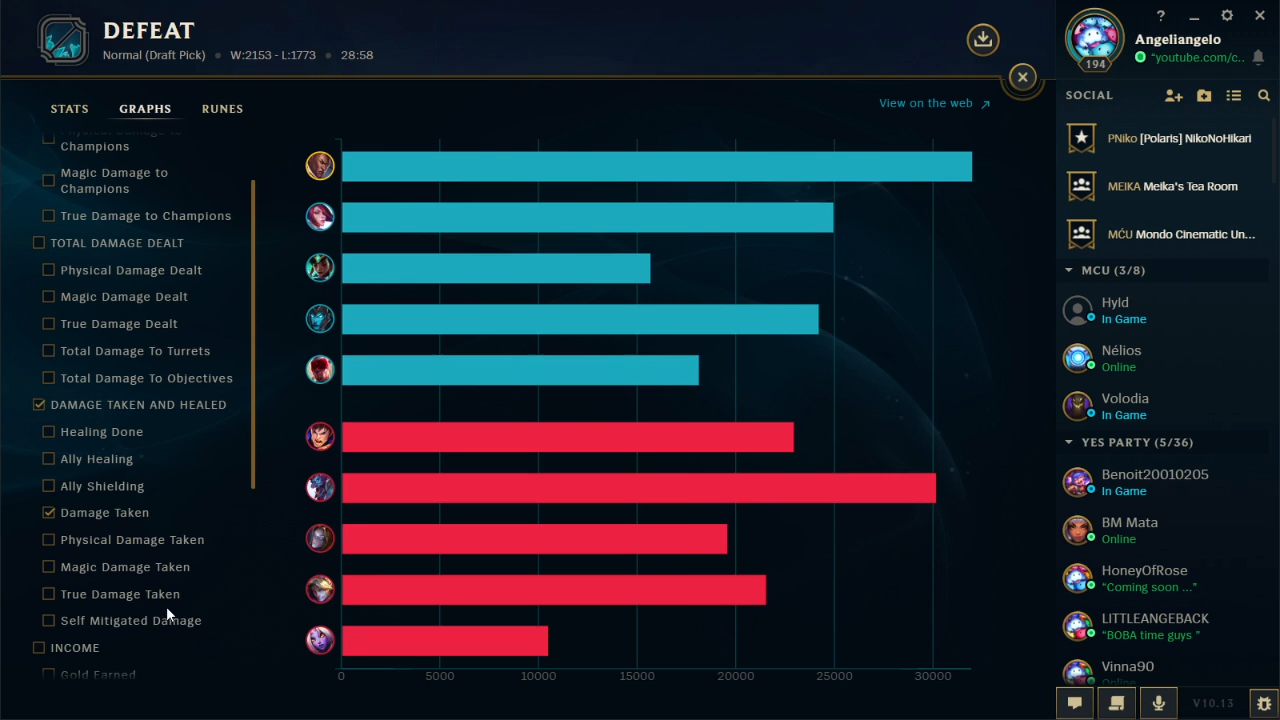 DEFEAT
Normal (Draft Pick) W:2153 - L:1773 28:58
STATS GRAPHS RUNES
View on the web
Physical Damage to
Champions
Magic Damage to
Champions
True Damage to Champions
TOTAL DAMAGE DEALT
Physical Damage Dealt
Magic Damage Dealt
True Damage Dealt
Total Damage To Turrets
Total Damage To Objectives
DAMAGE TAKEN AND HEALED
Healing Done
Ally Healing
Ally Shielding
Damage Taken
Physical Damage Taken
Magic Damage Taken
True Damage Taken
Self Mitigated Damage
INCOME
Gold Earned
0 5000 10000 15000 20000 25000 30000
?
194
Angeliangelo
"youtube.com/c..
SOCIAL
PNiko [Polaris] NikoNoHikari
MEIKA Meika's Tea Room
MĆU Mondo Cinematic Un...
MCU (3/8)
Hyld
In Game
Nélios
Online
Volodia
In Game
YES PARTY (5/36)
Benoit20010205
In Game
BM Mata
Online
HoneyOfRose
"Coming soon ..."
LITTLEANGEBACK
"BOBA time guys "
Vinna90
Online
V10.13